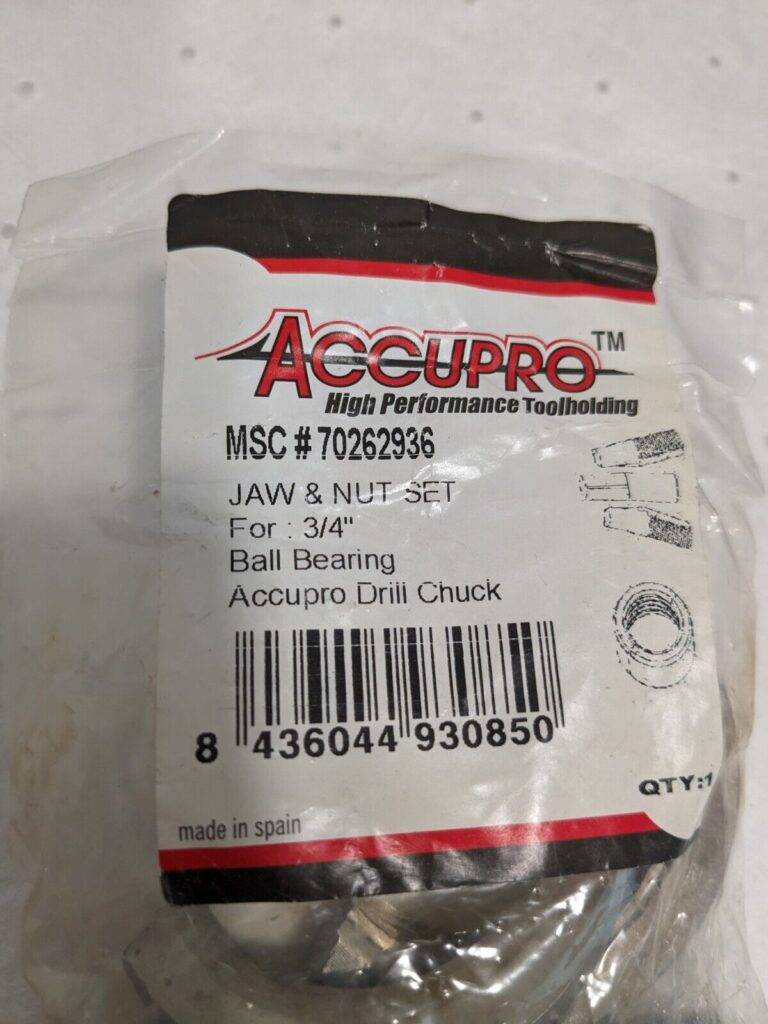 ACCUPRO™
High Performance Toolholding
MSC # 70262936
JAW & NUT SET
For : 3/4"
Ball Bearing
Accupro Drill Chuck
8 436044 930850
QTY:1
made in spain